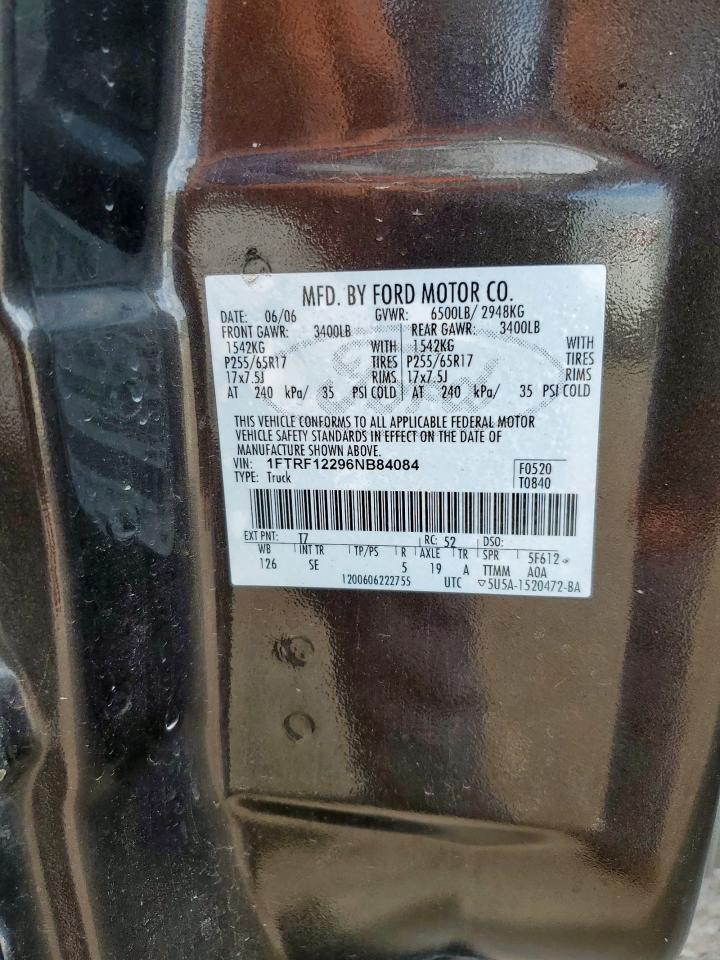 MFD. BY FORD MOTOR CO.
DATE: 06/06 GVWR: 6500LB/ 2948KG
FRONT GAWR: 3400LB REAR GAWR: 3400LB
1542KG WITH 1542KG WITH
P255/65R17 TIRES P255/65R17 TIRES
17x7.5J RIMS 17x7.5J RIMS
AT 240 kPa/ 35 PSI COLD AT 240 kPa/ 35 PSI COLD
THIS VEHICLE CONFORMS TO ALL APPLICABLE FEDERAL MOTOR
VEHICLE SAFETY STANDARDS IN EFFECT ON THE DATE OF
MANUFACTURE SHOWN ABOVE.
VIN: 1FTRF12296NB84084 F0520
TYPE: Truck T0840
EXT PNT: T7 RC: 52 DSO:
WB INT TR TP/PS R AXLE TR SPR 5F612
126 SE 5 19 A TTMM A0A
1200606222755 UTC ▽5U5A-1520472-BA
Ford